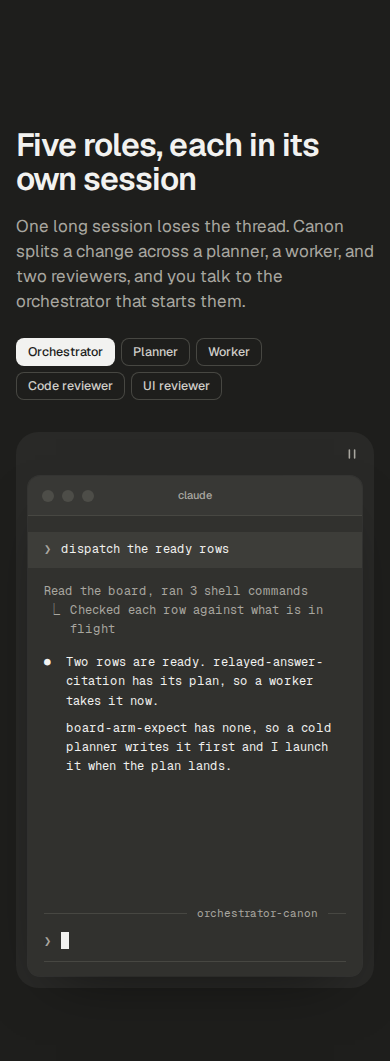 Five roles, each in its
own session
One long session loses the thread. Canon
splits a change across a planner, a worker, and
two reviewers, and you talk to the
orchestrator that starts them.
Orchestrator Planner Worker
Code reviewer UI reviewer
claude
❯ dispatch the ready rows
Read the board, ran 3 shell commands
⎿ Checked each row against what is in
flight
● Two rows are ready. relayed-answer-
citation has its plan, so a worker
takes it now.
board-arm-expect has none, so a cold
planner writes it first and I launch
it when the plan lands.
orchestrator-canon
❯